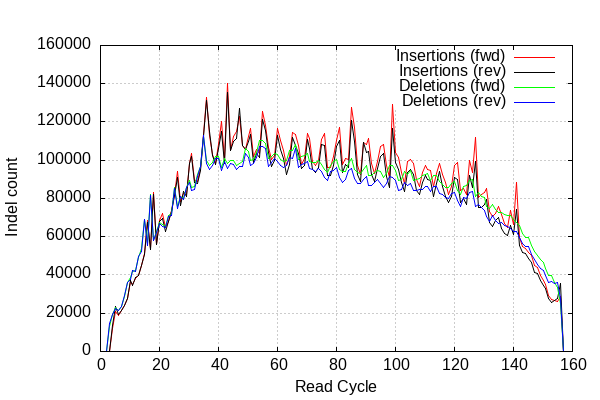 160000
140000
120000
100000
80000
60000
40000
20000
0
Indel count
Insertions (fwd)
Insertions (rev)
Deletions (fwd)
Deletions (rev)
0 20 40 60 80 100 120 140 160
Read Cycle